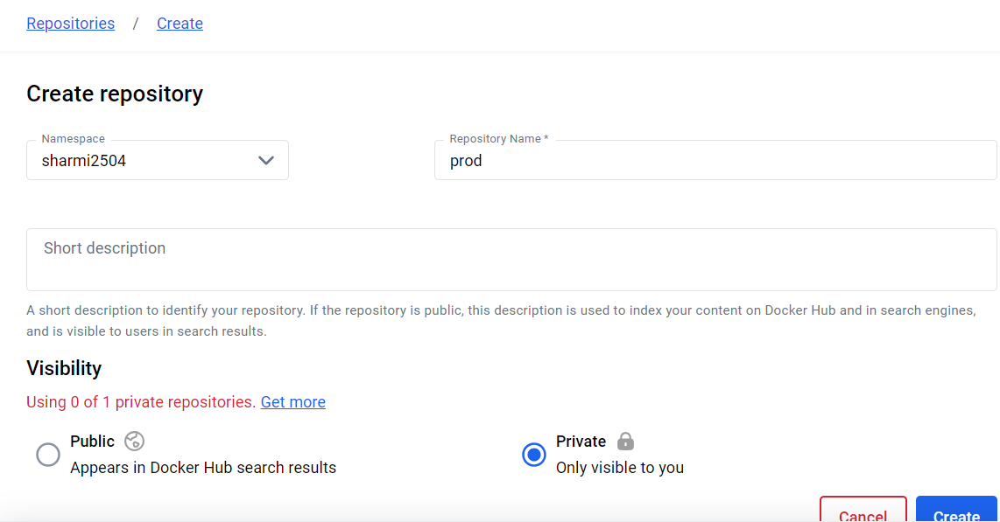 Repositories / Create
Create repository
Namespace
sharmi2504
Repository Name *
prod
Short description
A short description to identify your repository. If the repository is public, this description is used to index your content on Docker Hub and in search engines,
and is visible to users in search results.
Visibility
Using 0 of 1 private repositories. Get more
Public
Appears in Docker Hub search results
Private
Only visible to you
Cancel
Create